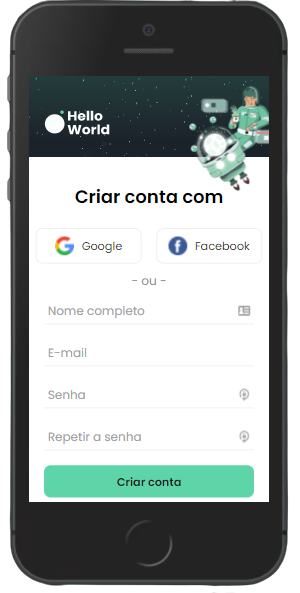 Hello
World
Criar conta com
Google
Facebook
- ou -
Nome completo
E-mail
Senha
Repetir a senha
Criar conta